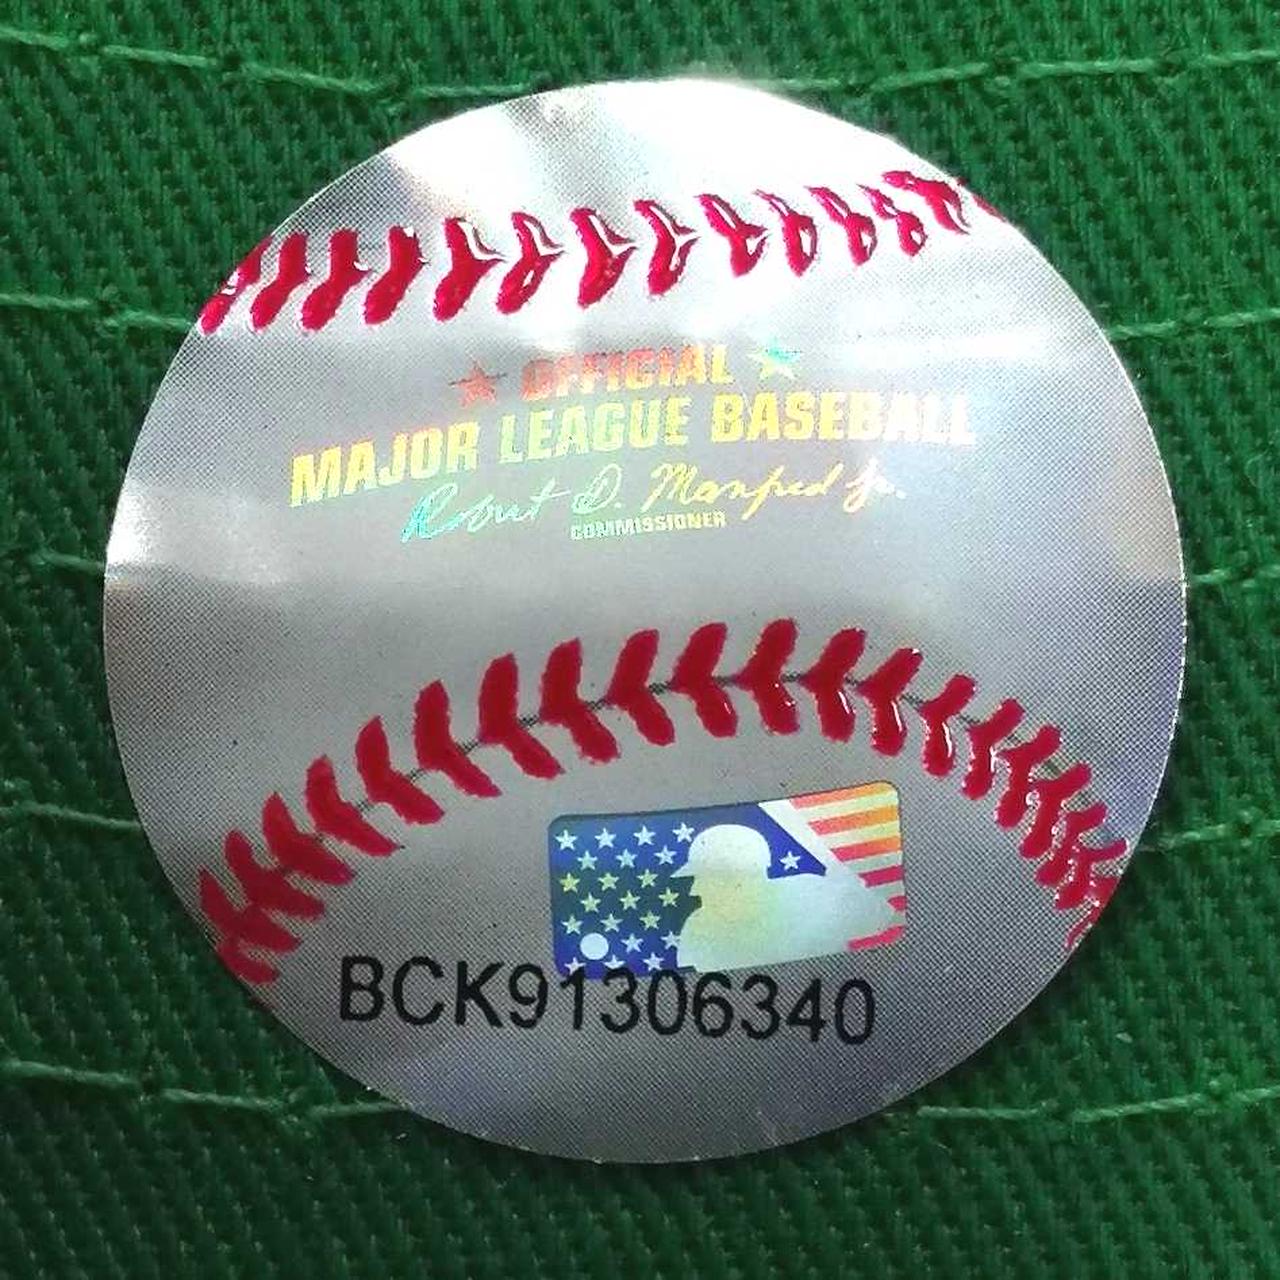 OFFICIAL
MAJOR LEAGUE BASEBALL
Robert D. Manfred Jr.
COMMISSIONER
BCK91306340